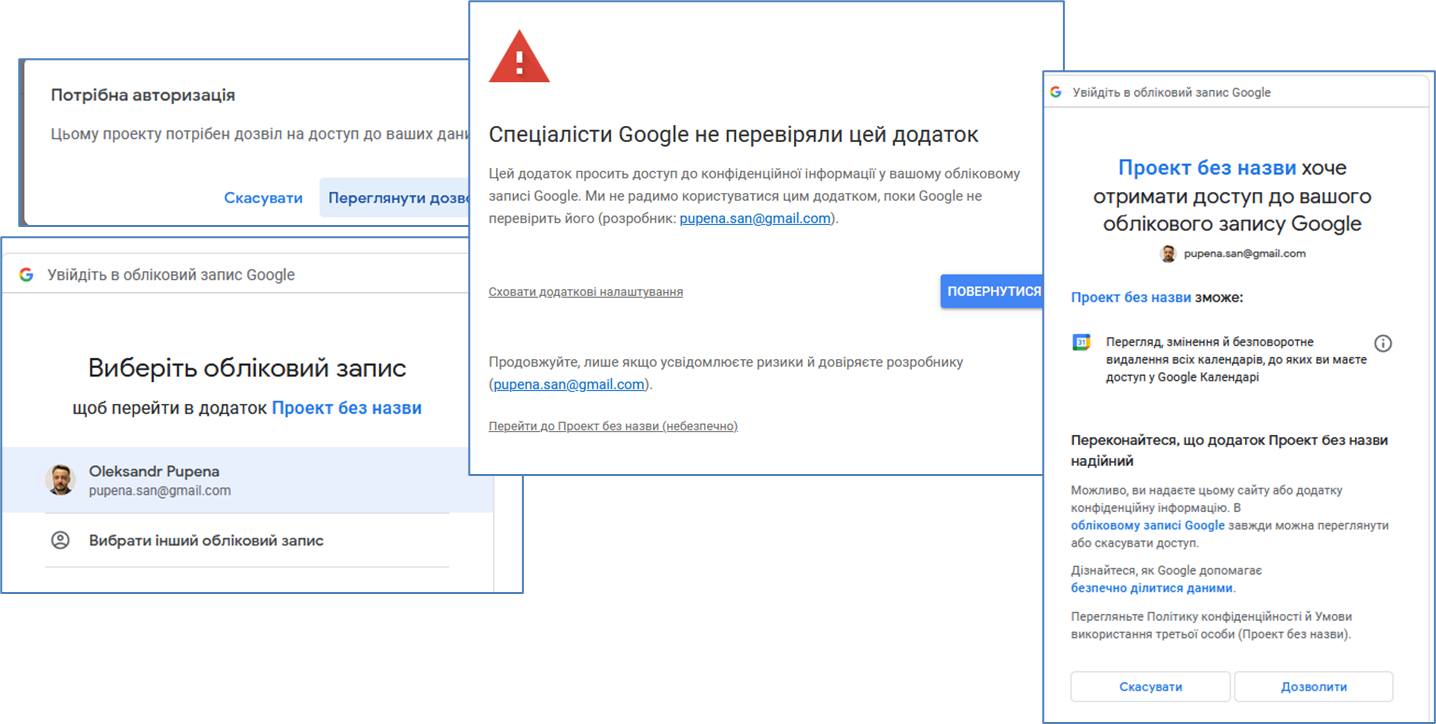 Потрібна авторизація
Цьому проекту потрібен дозвіл на доступ до ваших
Скасувати
Переглянути
Увійдіть в обліковий запис Google
Виберіть обліковий запис
щоб перейти в додаток Проект без назви
Oleksandr Pupena
pupena.san@gmail.com
Вибрати інший обліковий запис
Спеціалісти Google не перевіряли цей додаток
Цей додаток просить доступ до конфіденційної інформації у вашому обліковому
записі Google. Ми не радимо користуватися цим додатком, поки Google не
перевірить його (розробник: pupena.san@gmail.com).
Сховати додаткові налаштування
ПОВЕРНУТИСЯ
Продовжуйте, лише якщо усвідомлюєте ризики й довіряєте розробнику
(pupena.san@gmail.com).
Перейти до Проект без назви (небезпечно)
Увійдіть в обліковий запис Google
Проект без назви хоче
отримати доступ до вашого
облікового запису Google
pupena.san@gmail.com
Проект без назви зможе:
31
Перегляд, змінення й безповоротне
видалення всіх календарів, до яких ви маєте
доступ у Google Календарі
Переконайтеся, що додаток Проект без назви
надійний
Можливо, ви надаєте цьому сайту або додатку
конфіденційну інформацію. В
обліковому записі Google завжди можна переглянути
або скасувати доступ.
Дізнайтеся, як Google допомагає
безпечно ділитися даними.
Перегляньте Політику конфіденційності й Умови
використання третьої особи (Проект без назви).
Скасувати
Дозволити